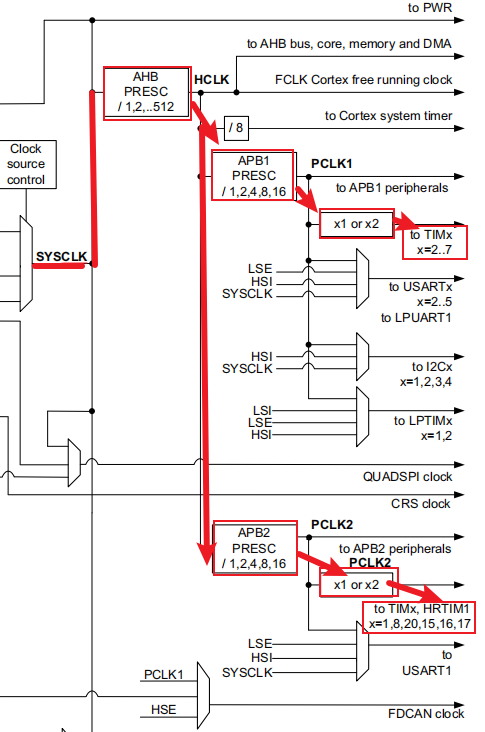 to PWR
to AHB bus, core, memory and DMA
AHB
PRESC
/ 1,2,..512
HCLK
FCLK Cortex free running clock
/ 8
to Cortex system timer
Clock
source
control
APB1
PRESC
/ 1,2,4,8,16
PCLK1
to APB1 peripherals
x1 or x2
to TIMx
x=2..7
SYSCLK
LSE
HSI
SYSCLK
to USARTx
x=2..5
to LPUART1
HSI
SYSCLK
to I2Cx
x=1,2,3,4
LSI
LSE
HSI
to LPTIMx
x=1,2
QUADSPI clock
CRS clock
APB2
PRESC
/ 1,2,4,8,16
PCLK2
to APB2 peripherals
PCLK2
x1 or x2
to TIMx, HRTIM1
x=1,8,20,15,16,17
LSE
HSI
SYSCLK
to
USART1
PCLK1
HSE
FDCAN clock